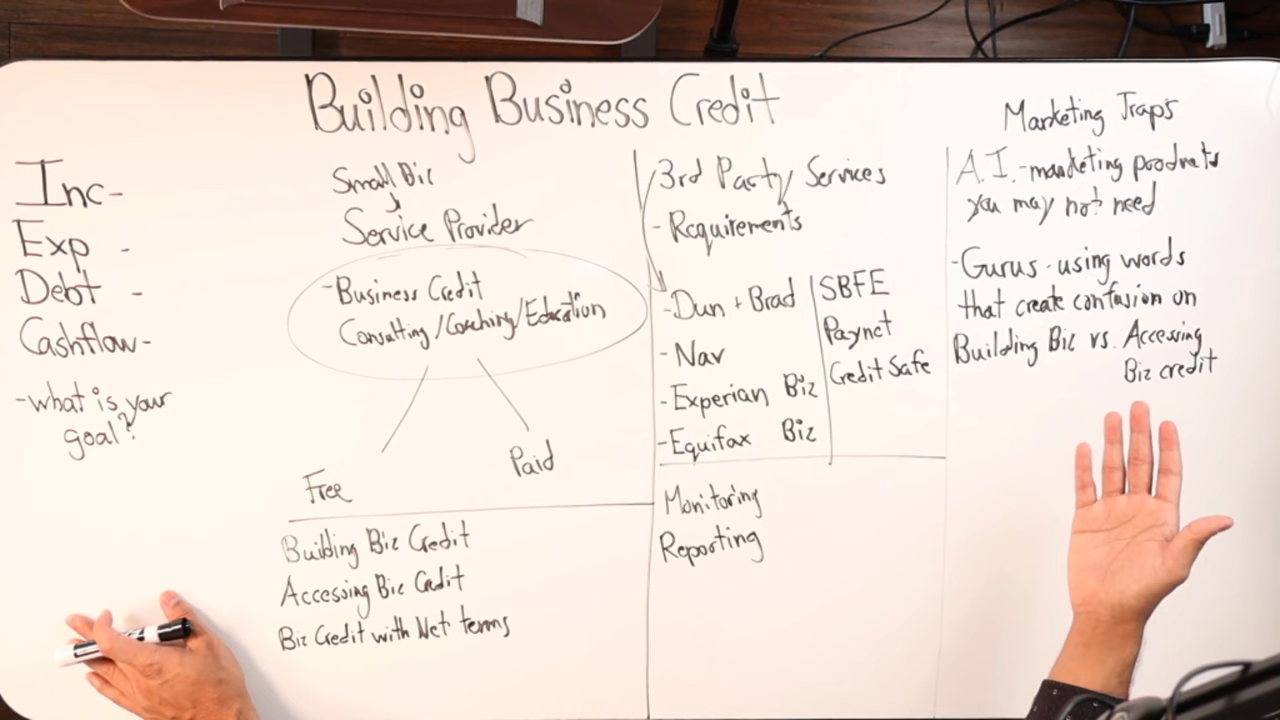 Building Business Credit
Inc-
Exp -
Debt -
Cashflow-
-what is your
goal?
Small Biz
Service Provider
-Business Credit
Consulting/Coaching/Education
Free
Paid
Building Biz Credit
Accessing Biz Credit
Biz Credit with Net terms
3rd Party Services
- Requirements
-Dun + Brad
- Nav
- Experian Biz
-Equifax Biz
SBFE
Paynet
Credit Safe
Monitoring
Reporting
Marketing Traps
A.I.-marketing products
you may not need
-Gurus-using words
that create confusion on
Building Biz vs. Accessing
Biz credit